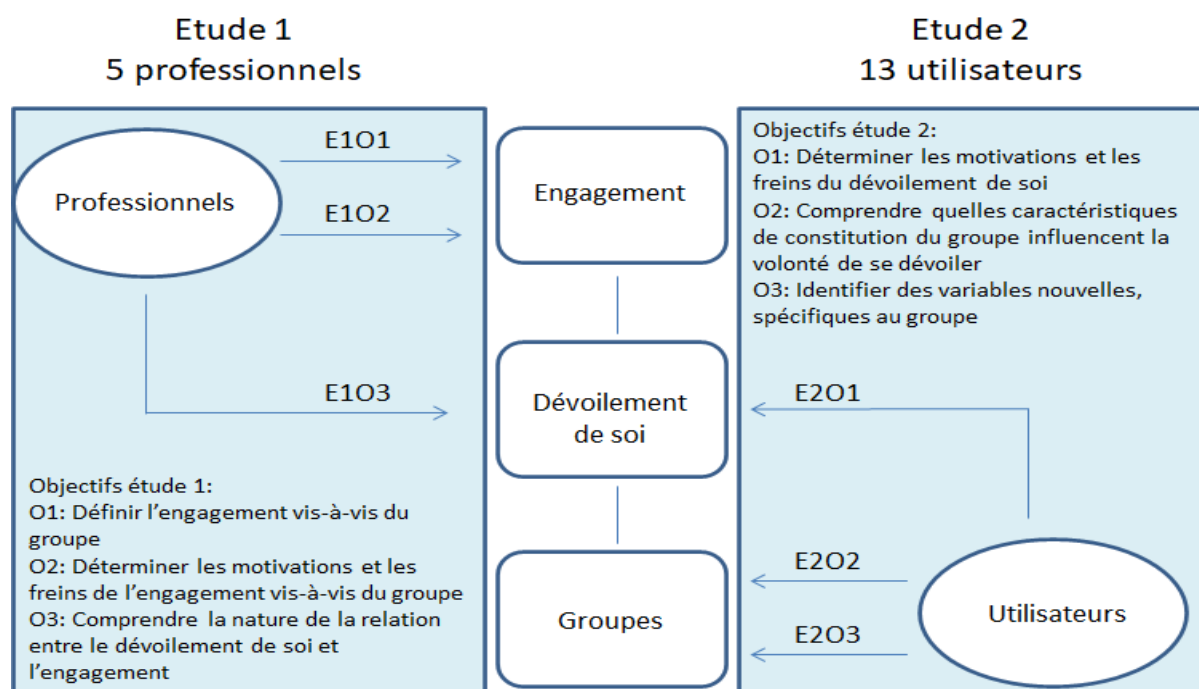 Etude 1
5 professionnels
Etude 2
13 utilisateurs
Professionnels
E1O1
E1O2
E1O3
Objectifs étude 1:
O1: Définir l’engagement vis-à-vis du
groupe
O2: Déterminer les motivations et les
freins de l’engagement vis-à-vis du groupe
O3: Comprendre la nature de la relation
entre le dévoilement de soi et
l’engagement
Engagement
Dévoilement
de soi
Groupes
Objectifs étude 2:
O1: Déterminer les motivations et les
freins du dévoilement de soi
O2: Comprendre quelles caractéristiques
de constitution du groupe influencent la
volonté de se dévoiler
O3: Identifier des variables nouvelles,
spécifiques au groupe
E2O1
E2O2
E2O3
Utilisateurs